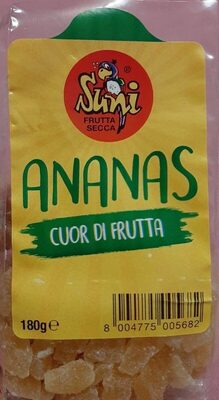 ®
Suni
FRUTTA
SECCA
ANANAS
CUOR DI FRUTTA
180g e
8 004775 005682